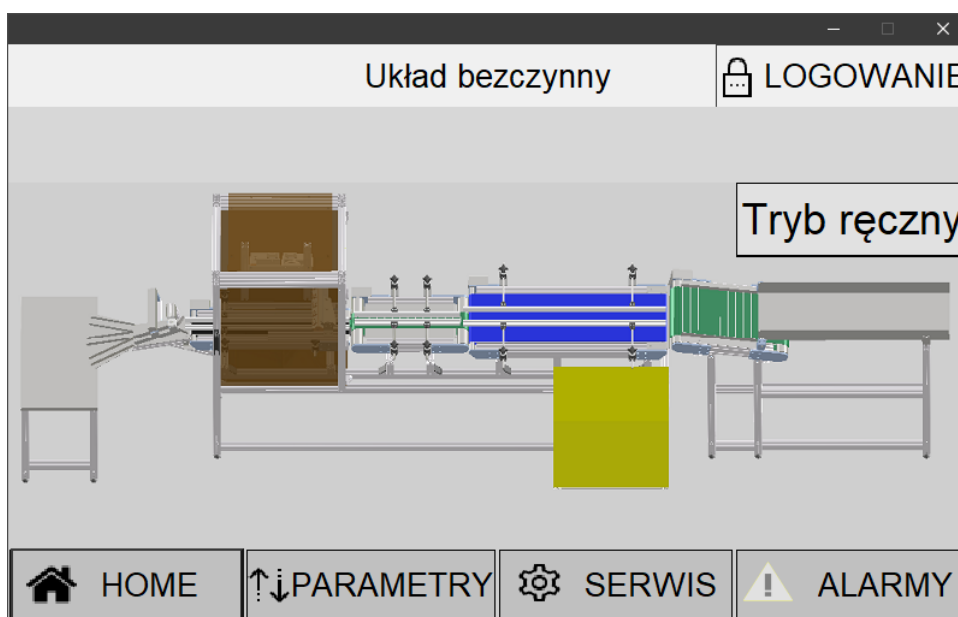 Układ bezczynny
LOGOWANIE
Tryb ręczny
HOME
PARAMETRY
SERWIS
ALARMY